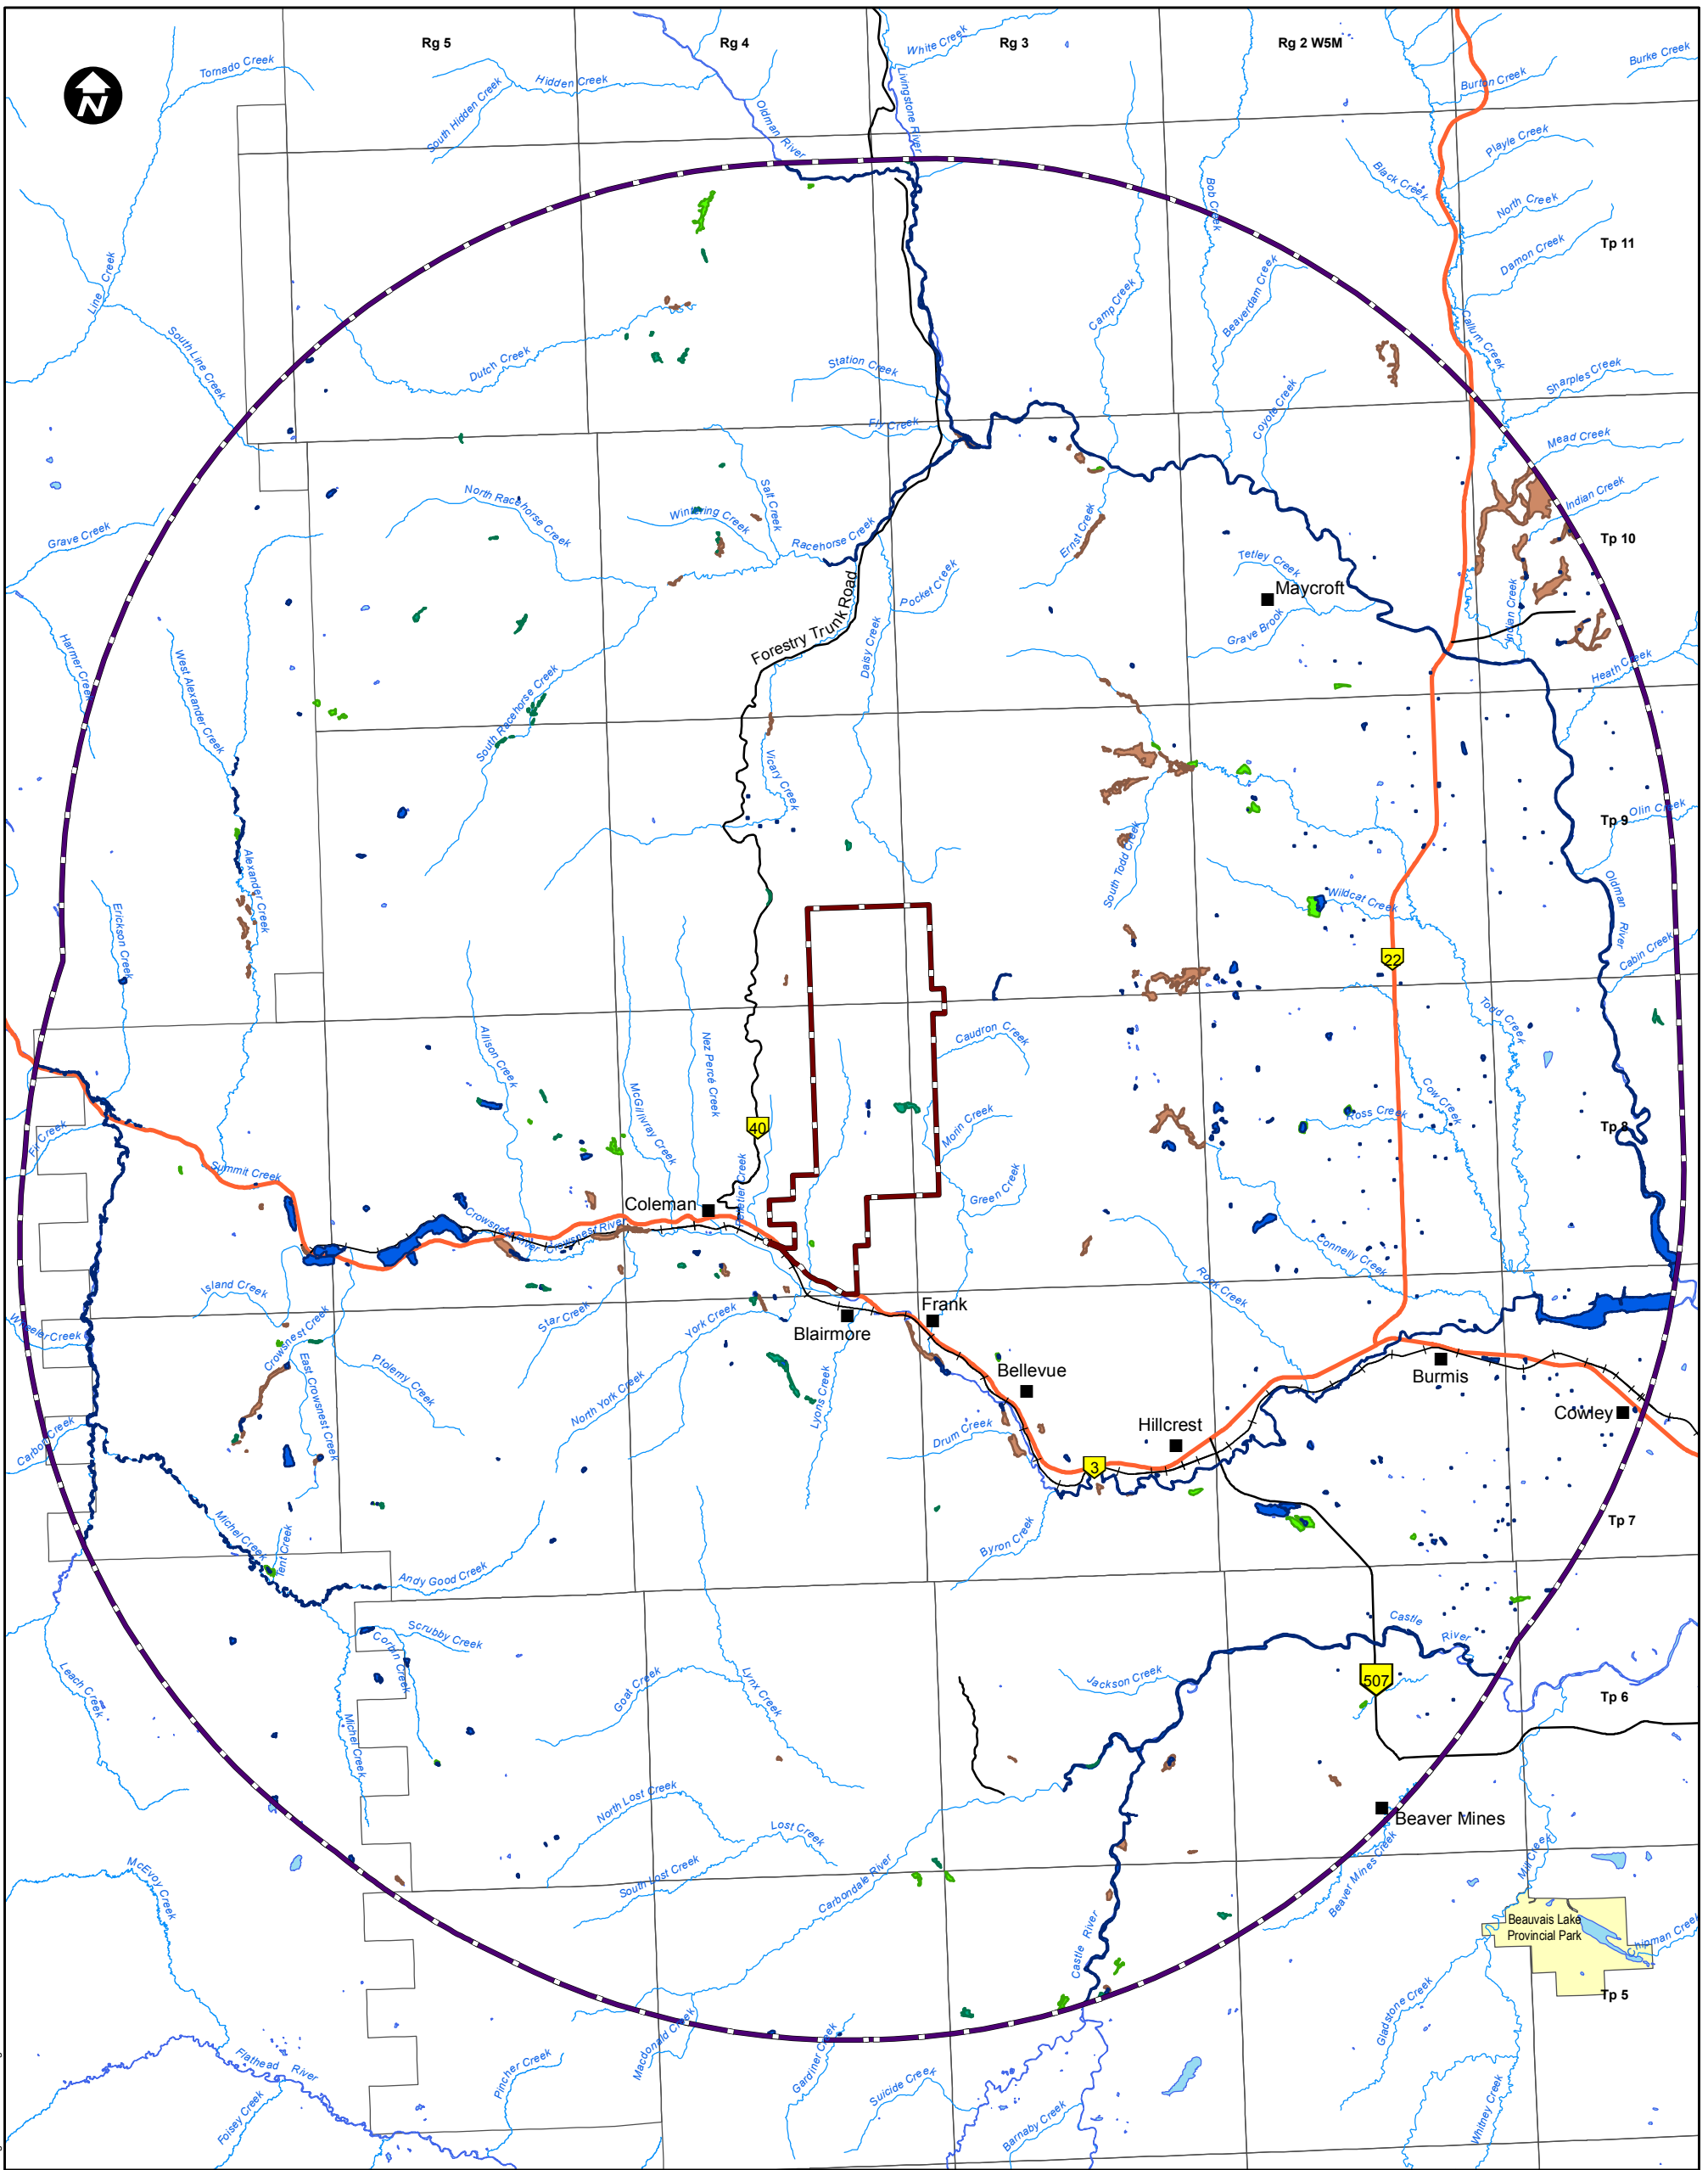 Rg 5
Rg 4
Rg 3
Rg 2 W5M
N
Tornado Creek
Hidden Creek
South Hidden Creek
Oldman River
White Creek
Livingstone River
Burke Creek
Burton Creek
Playle Creek
Black Creek
North Creek
Damon Creek
Tp 11
Bob Creek
Beaverdam Creek
Camp Creek
Callum Creek
Line Creek
South Line Creek
Dutch Creek
Station Creek
Fly Creek
Coyote Creek
Sharples Creek
Mead Creek
Indian Creek
Tp 10
Grave Creek
North Racehorse Creek
Salt Creek
Wintering Creek
Racehorse Creek
Ernst Creek
Tetley Creek
Maycroft
Grave Brook
Indian Creek
Pocket Creek
Forestry Trunk Road
Daisy Creek
Heath Creek
Harmer Creek
West Alexander Creek
South Racehorse Creek
Vicary Creek
South Todd Creek
Tp 9
Olin Creek
Alexander Creek
Erickson Creek
Wildcat Creek
Oldman River
Cabin Creek
22
Todd Creek
Allison Creek
McGillivray Creek
Nez Percé Creek
Caudron Creek
Cow Creek
Ross Creek
Tp 8
40
Morin Creek
Fir Creek
Summit Creek
Pelletier Creek
Green Creek
Coleman
Crowsnest River
Crowsnest River
Connelly Creek
Rock Creek
Island Creek
Wheeler Creek
Crowsnest Creek
Star Creek
York Creek
Blairmore
Frank
East Crowsnest Creek
Ptolemy Creek
North York Creek
Lyons Creek
Bellevue
Burmis
Cowley
Carbon Creek
Drum Creek
Hillcrest
3
Tp 7
Michel Creek
Tent Creek
Byron Creek
Andy Good Creek
Scrubby Creek
Corbin Creek
Castle River
Leach Creek
Goat Creek
Lynx Creek
Jackson Creek
507
Tp 6
Michel Creek
North Lost Creek
Lost Creek
South Lost Creek
Carbondale River
Beaver Mines
Beaver Mines Creek
Mill Creek
McEvoy Creek
Castle River
Beauvais Lake
Provincial Park
Chipman Creek
Tp 5
Gladstone Creek
Macdonald Creek
Gardiner Creek
Flathead River
Pincher Creek
Suicide Creek
Barnaby Creek
Foisey Creek
Whitney Creek